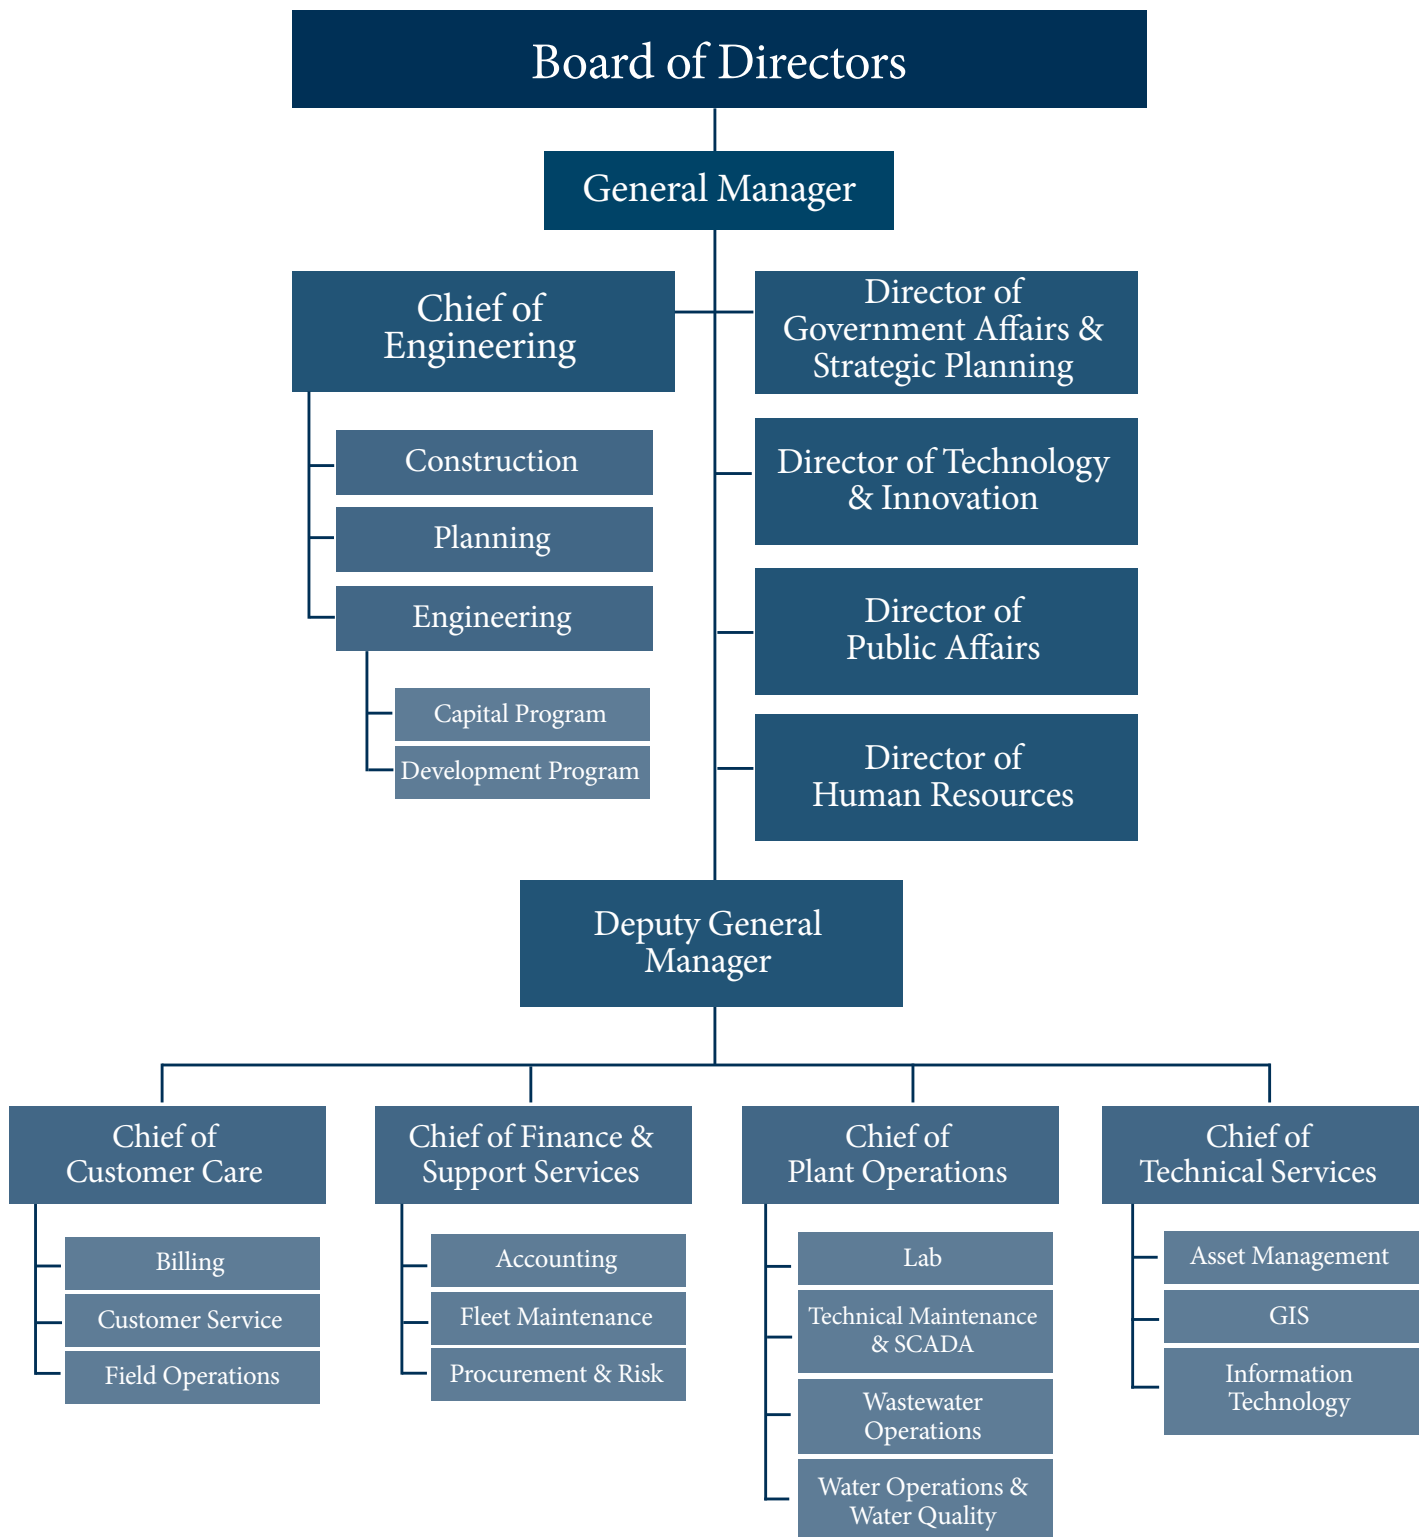 Board of Directors
General Manager
Chief of
Engineering
Construction
Planning
Engineering
Capital Program
Development Program
Director of
Government Affairs &
Strategic Planning
Director of Technology
& Innovation
Director of
Public Affairs
Director of
Human Resources
Deputy General
Manager
Chief of
Customer Care
Billing
Customer Service
Field Operations
Chief of Finance &
Support Services
Accounting
Fleet Maintenance
Procurement & Risk
Chief of
Plant Operations
Lab
Technical Maintenance
& SCADA
Wastewater
Operations
Water Operations &
Water Quality
Chief of
Technical Services
Asset Management
GIS
Information
Technology